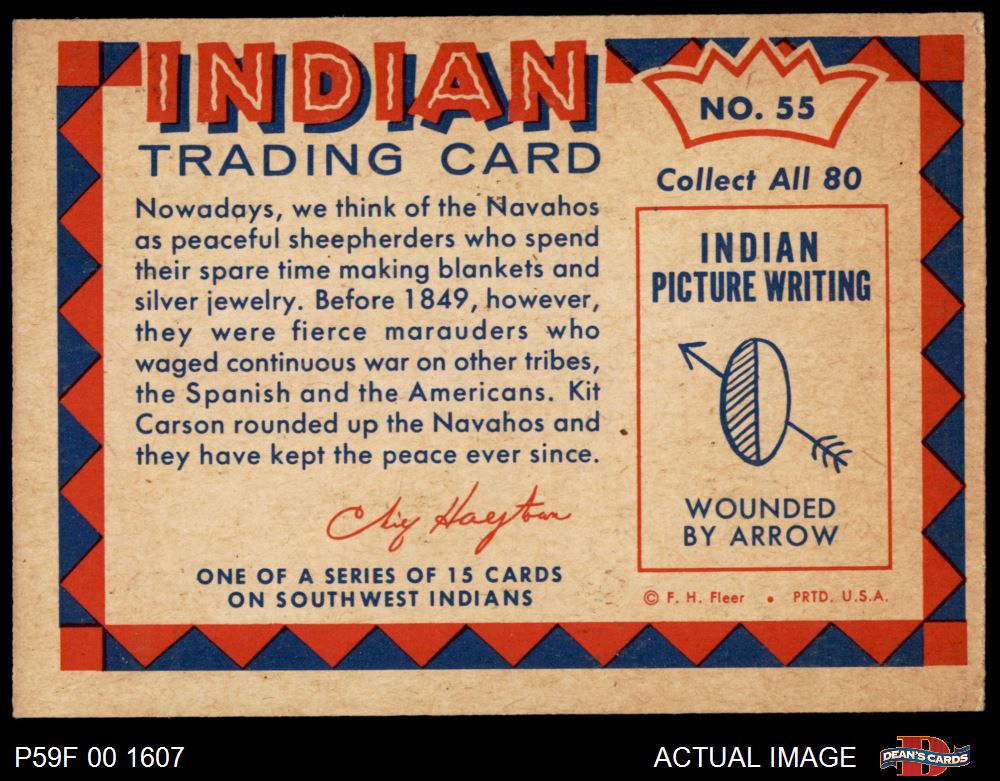 INDIAN
TRADING CARD
Nowadays, we think of the Navahos
as peaceful sheepherders who spend
their spare time making blankets and
silver jewelry. Before 1849, however,
they were fierce marauders who
waged continuous war on other tribes,
the Spanish and the Americans. Kit
Carson rounded up the Navahos and
they have kept the peace ever since.
Chief
ONE OF A SERIES OF 15 CARDS
ON SOUTHWEST INDIANS
NO. 55
Collect All 80
INDIAN
PICTURE WRITING
WOUNDED
BY ARROW
© F. H. Fleer • PRTD. U.S.A.
P59F 00 1607
ACTUAL IMAGE
DEAN'S CARDS